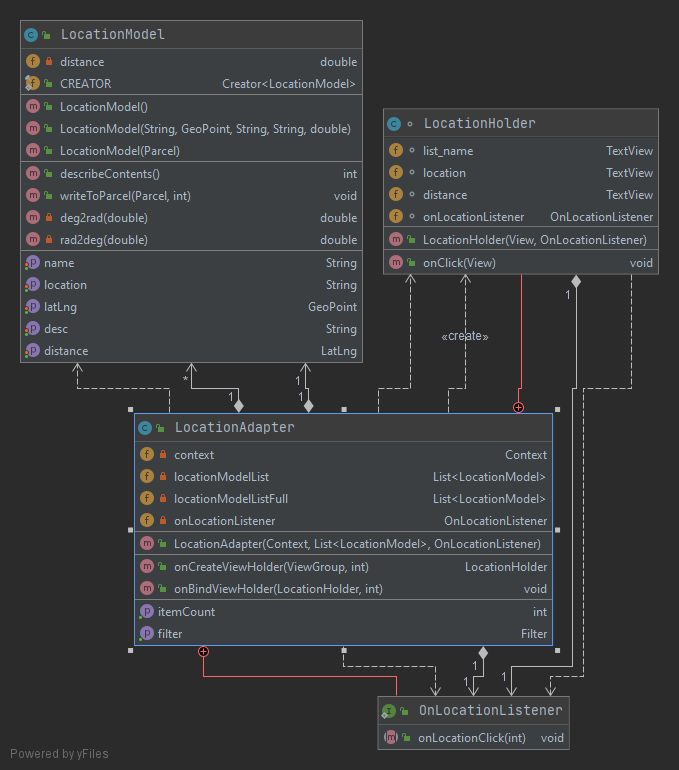 LocationModel
distance double
CREATOR Creator<LocationModel>
LocationModel()
LocationModel(String, GeoPoint, String, String, double)
LocationModel(Parcel)
describeContents() int
writeToParcel(Parcel, int) void
deg2rad(double) double
rad2deg(double) double
name String
location String
latLng GeoPoint
desc String
distance LatLng
LocationHolder
list_name TextView
location TextView
distance TextView
onLocationListener OnLocationListener
LocationHolder(View, OnLocationListener)
onClick(View) void
1
«create»
* 1
1 1
LocationAdapter
context Context
locationModelList List<LocationModel>
locationModelListFull List<LocationModel>
onLocationListener OnLocationListener
LocationAdapter(Context, List<LocationModel>, OnLocationListener)
onCreateViewHolder(ViewGroup, int) LocationHolder
onBindViewHolder(LocationHolder, int) void
itemCount int
filter Filter
1
1 1
OnLocationListener
onLocationClick(int) void
Powered by yFiles